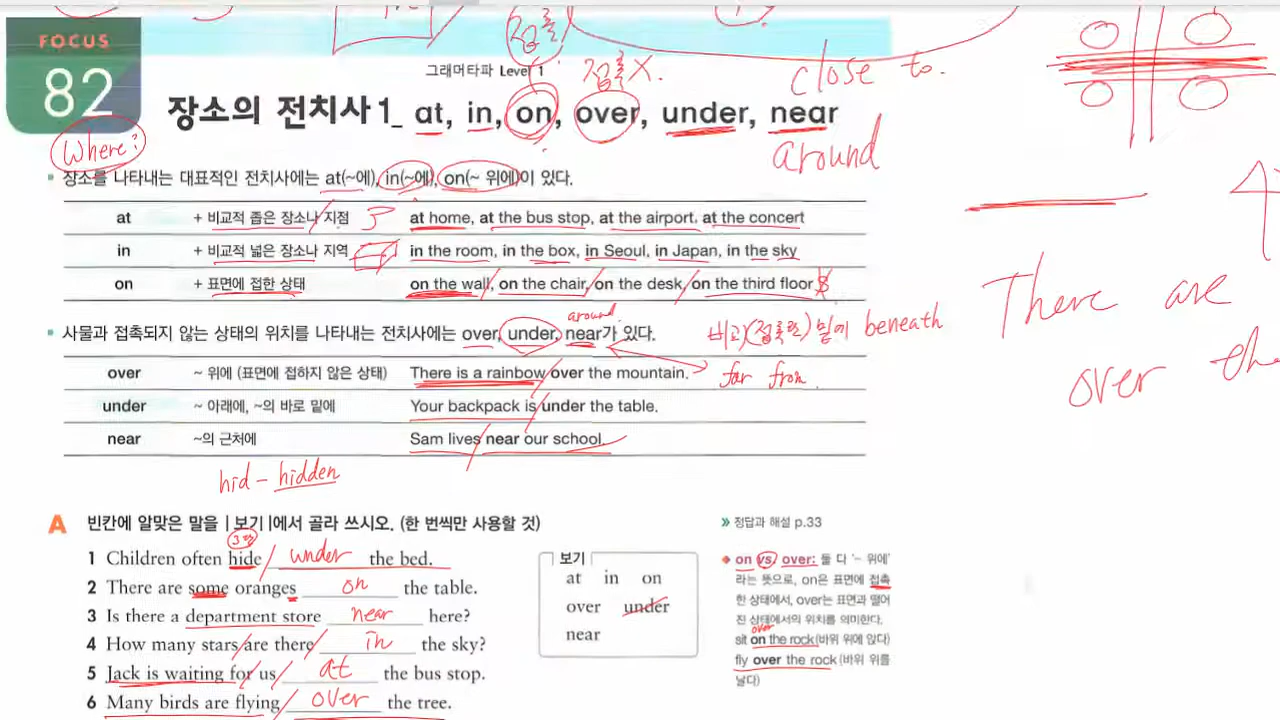 FOCUS
82
그래머타파 Level 1
접촉 접촉X. close to.
장소의 전치사 1_ at, in, on, over, under, near
Where? around
장소를 나타내는 대표적인 전치사에는 at(~에), in(~에), on(~ 위에)이 있다.
at + 비교적 좁은 장소나 지점 at home, at the bus stop, at the airport, at the concert
in + 비교적 넓은 장소나 지역 in the room, in the box, in Seoul, in Japan, in the sky
on + 표면에 접한 상태 on the wall, on the chair, on the desk, on the third floor
There are
around
사물과 접촉되지 않는 상태의 위치를 나타내는 전치사에는 over, under, near가 있다.
비고)(접촉한) 밑에 beneath
over ~ 위에 (표면에 접하지 않은 상태) There is a rainbow over the mountain.
far from
over the
under ~ 아래에, ~의 바로 밑에 Your backpack is under the table.
near ~의 근처에 Sam lives near our school.
hid - hidden
A 빈칸에 알맞은 말을 |보기|에서 골라 쓰시오. (한 번씩만 사용할 것)
1 Children often hide under the bed.
2 There are some oranges on the table.
3 Is there a department store near here?
4 How many stars are there in the sky?
5 Jack is waiting for us at the bus stop.
6 Many birds are flying over the tree.
보기
at in on
over under
near
» 정답과 해설 p.33
on vs over: 둘 다 '~ 위에'
라는 뜻으로, on은 표면에 접촉
한 상태에서, over는 표면과 떨어
진 상태에서의 위치를 의미한다.
over
sit on the rock(바위 위에 앉다)
fly over the rock(바위 위를
날다)